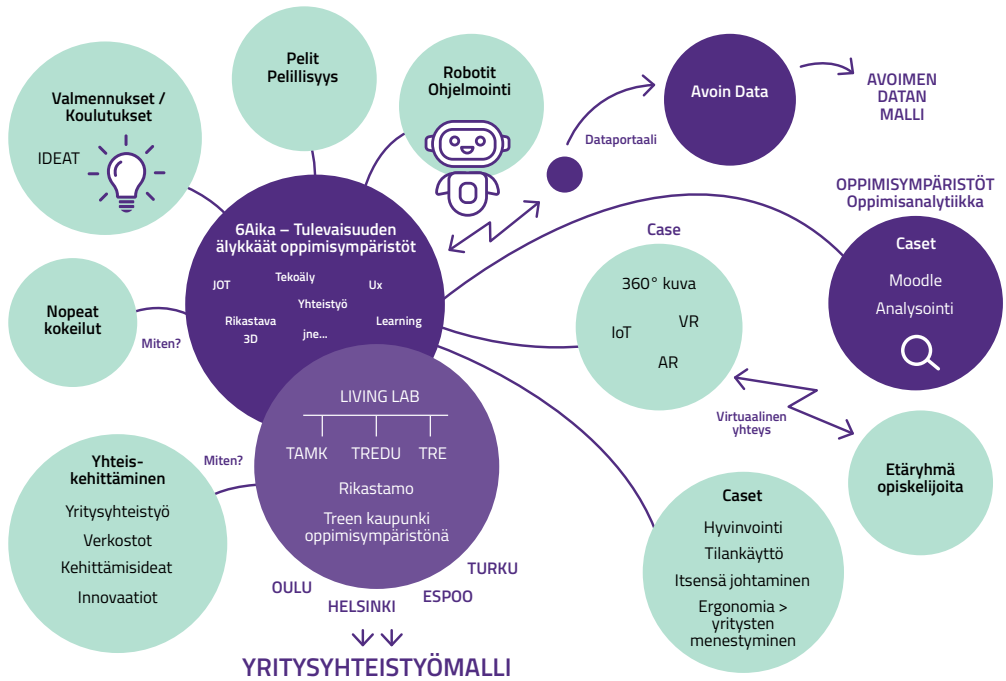 Pelit
Pelillisyys
Robotit
Ohjelmointi
Valmennukset /
Koulutukset
IDEAT
Avoin Data
AVOIMEN
DATAN
MALLI
Dataportaali
OPPIMISYMPÄRISTÖT
Oppimisanalytiikka
Caset
Moodle
Analysointi
6Aika – Tulevaisuuden
älykkäät oppimisympäristöt
JOT
Tekoäly
Ux
Yhteistyö
Rikastava
3D
jne...
Learning
Case
360° kuva
IoT
VR
AR
Nopeat
kokeilut
Miten?
LIVING LAB
TAMK
TREDU
TRE
Rikastamo
Treen kaupunki
oppimisympäristönä
Miten?
Yhteis-
kehittäminen
Yritysyhteistyö
Verkostot
Kehittämisideat
Innovaatiot
Virtuaalinen
yhteys
Etäryhmä
opiskelijoita
Caset
Hyvinvointi
Tilankäyttö
Itsensä johtaminen
Ergonomia >
yritysten
menestyminen
OULU
HELSINKI
ESPOO
TURKU
YRITYSYHTEISTYÖMALLI